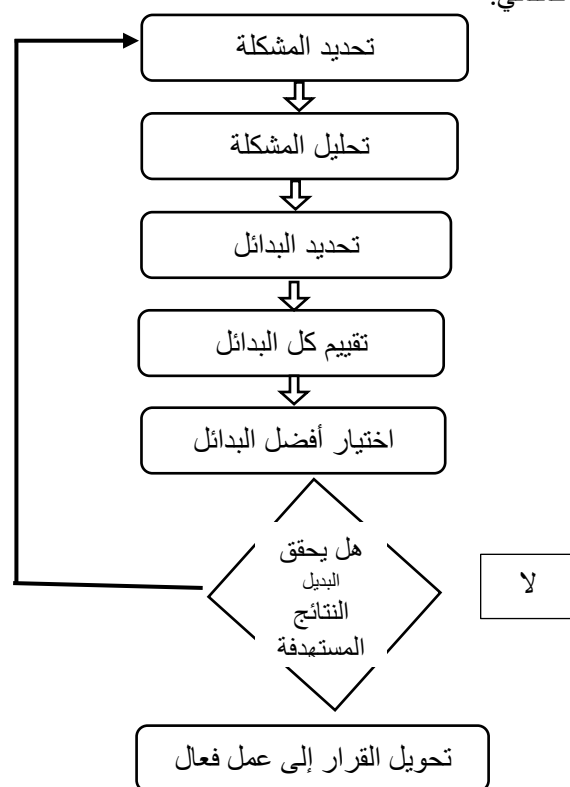 تحديد المشكلة
تحليل المشكلة
تحديد البدائل
تقييم كل البدائل
اختيار أفضل البدائل
هل يحقق
البديل
النتائج
المستهدفة
لا
تحويل القرار إلى عمل فعال